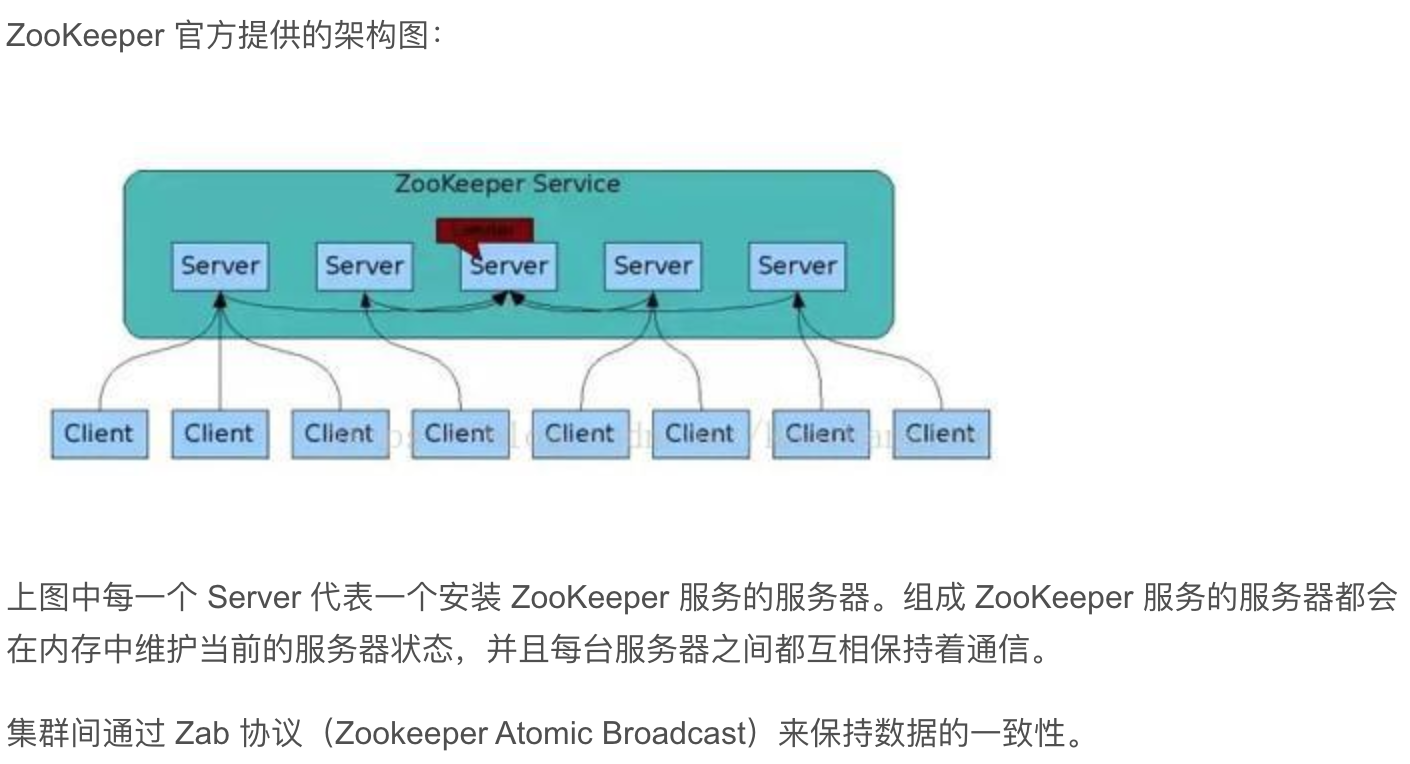 ZooKeeper 官方提供的架构图：
ZooKeeper Service
Server Server Server Server Server
Client Client Client Client Client Client Client Client
上图中每一个 Server 代表一个安装 ZooKeeper 服务的服务器。组成 ZooKeeper 服务的服务器都会
在内存中维护当前的服务器状态，并且每台服务器之间都互相保持着通信。
集群间通过 Zab 协议（Zookeeper Atomic Broadcast）来保持数据的一致性。